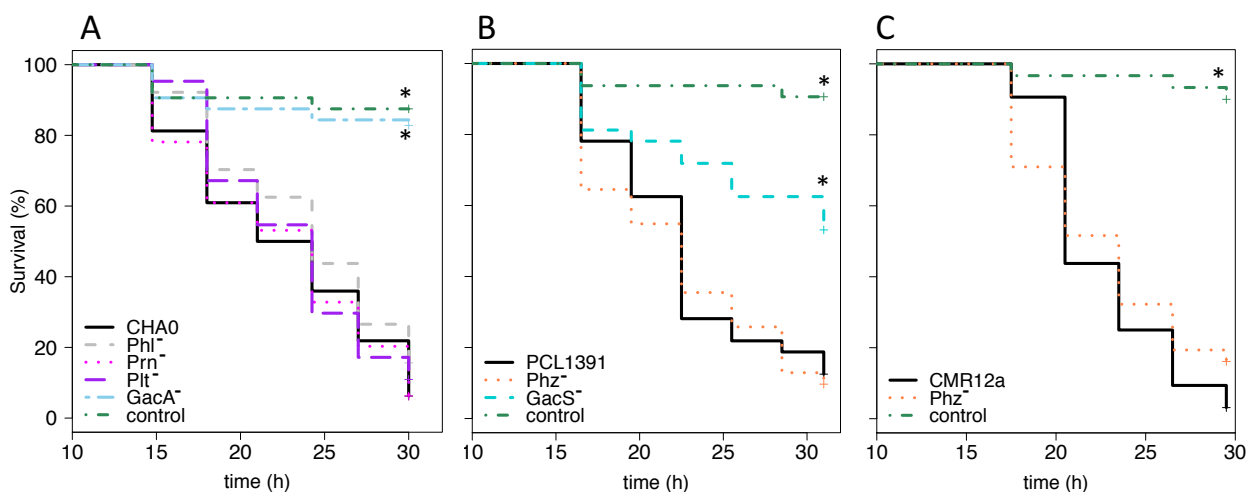 A
B
C
Survival (%)
100
80
60
40
20
0
CHA0
Phl⁻
Prn⁻
Plt⁻
GacA⁻
control
*
*
10 15 20 25 30
time (h)
PCL1391
Phz⁻
GacS⁻
control
*
*
10 15 20 25 30
time (h)
CMR12a
Phz⁻
control
*
10 15 20 25 30
time (h)